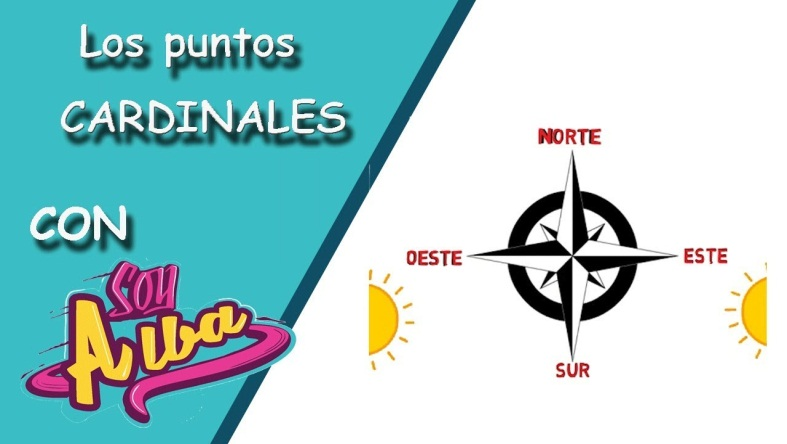 Los puntos
CARDINALES
CON
SOY
Alba
NORTE
OESTE
ESTE
SUR